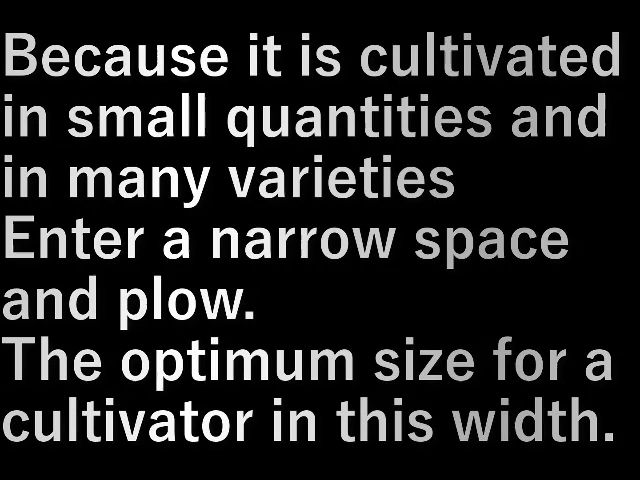 Because it is cultivated
in small quantities and
in many varieties
Enter a narrow space
and plow.
The optimum size for a
cultivator in this width.